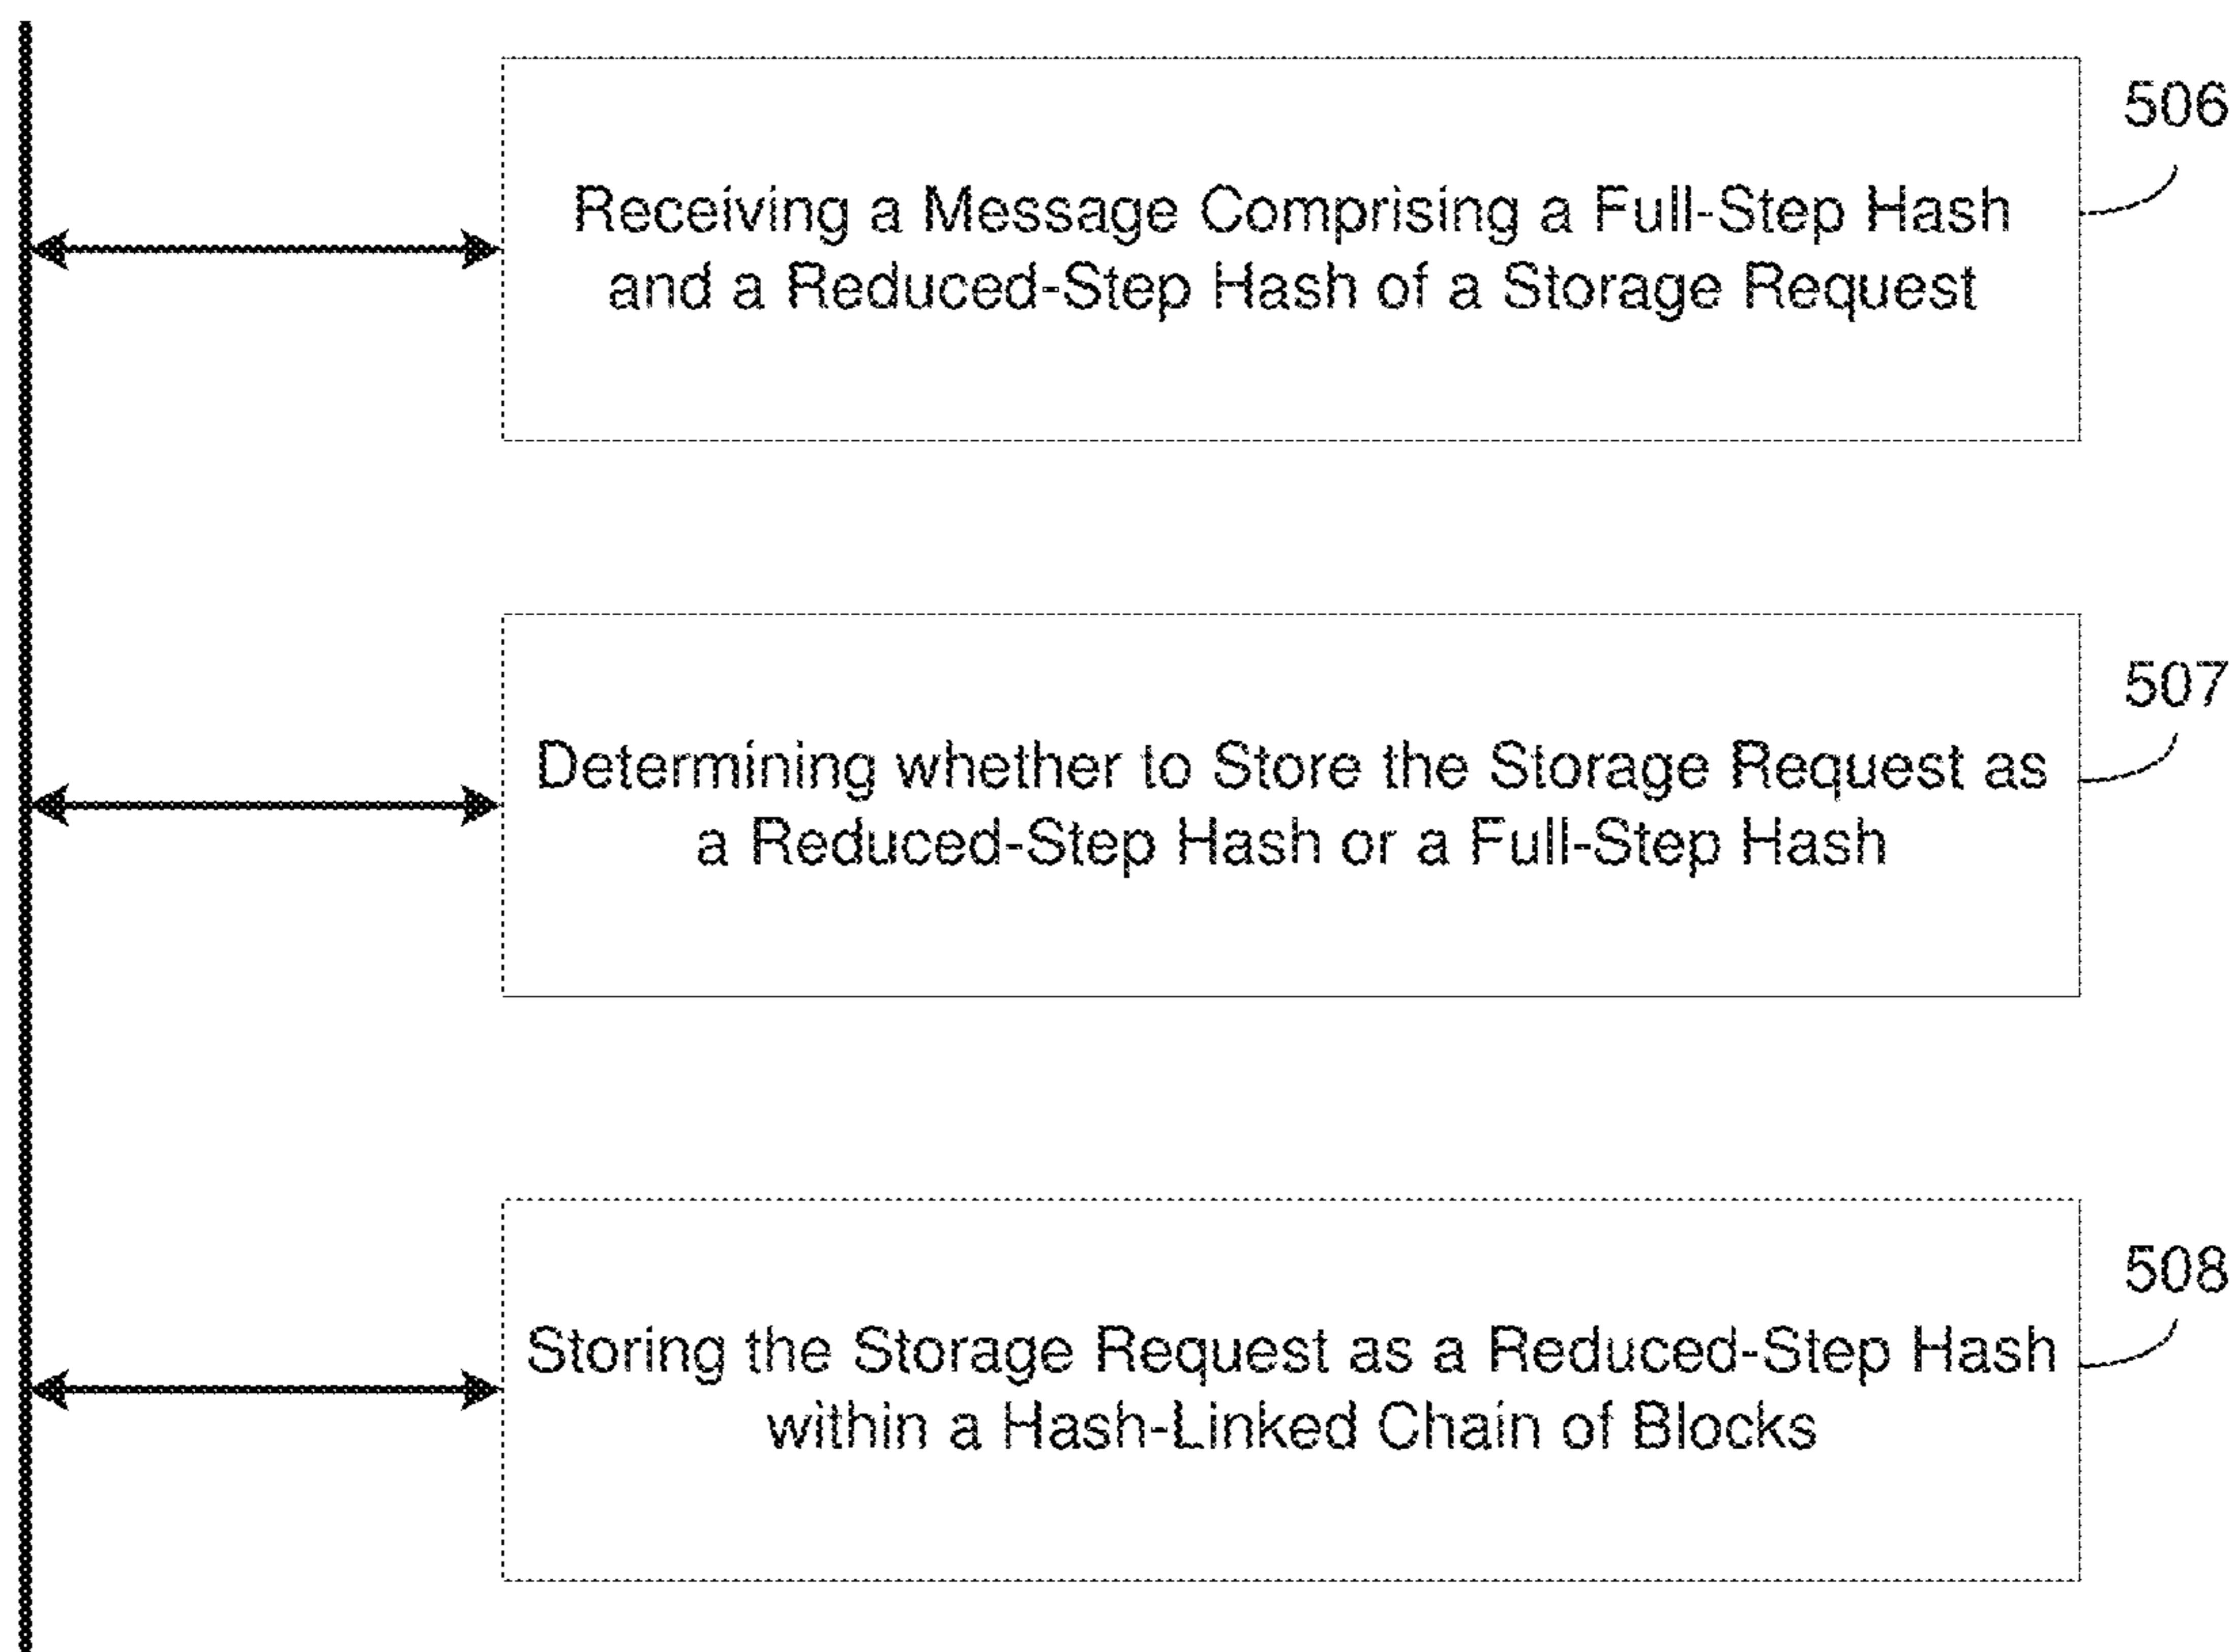 506
Receiving a Message Comprising a Full-Step Hash
and a Reduced-Step Hash of a Storage Request
507
Determining whether to Store the Storage Request as
a Reduced-Step Hash or a Full-Step Hash
508
Storing the Storage Request as a Reduced-Step Hash
within a Hash-Linked Chain of Blocks